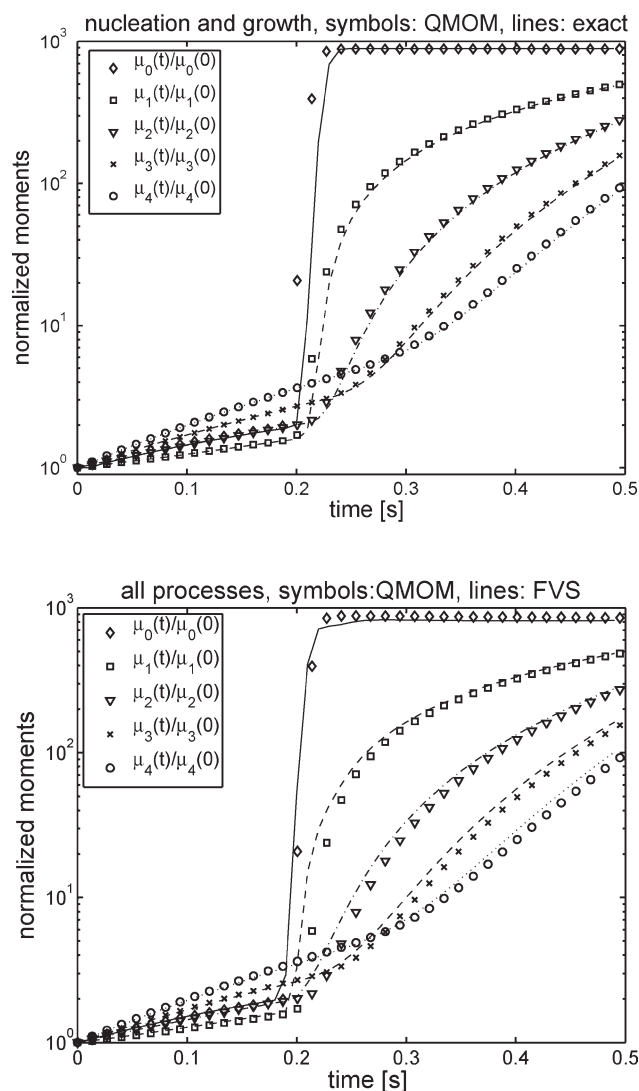 nucleation and growth, symbols: QMOM, lines: exact
10³
10²
10¹
10⁰
normalized moments
μ₀(t)/μ₀(0)
μ₁(t)/μ₁(0)
μ₂(t)/μ₂(0)
μ₃(t)/μ₃(0)
μ₄(t)/μ₄(0)
0 0.1 0.2 0.3 0.4 0.5
time [s]
all processes, symbols:QMOM, lines: FVS
10³
10²
10¹
10⁰
normalized moments
μ₀(t)/μ₀(0)
μ₁(t)/μ₁(0)
μ₂(t)/μ₂(0)
μ₃(t)/μ₃(0)
μ₄(t)/μ₄(0)
0 0.1 0.2 0.3 0.4 0.5
time [s]